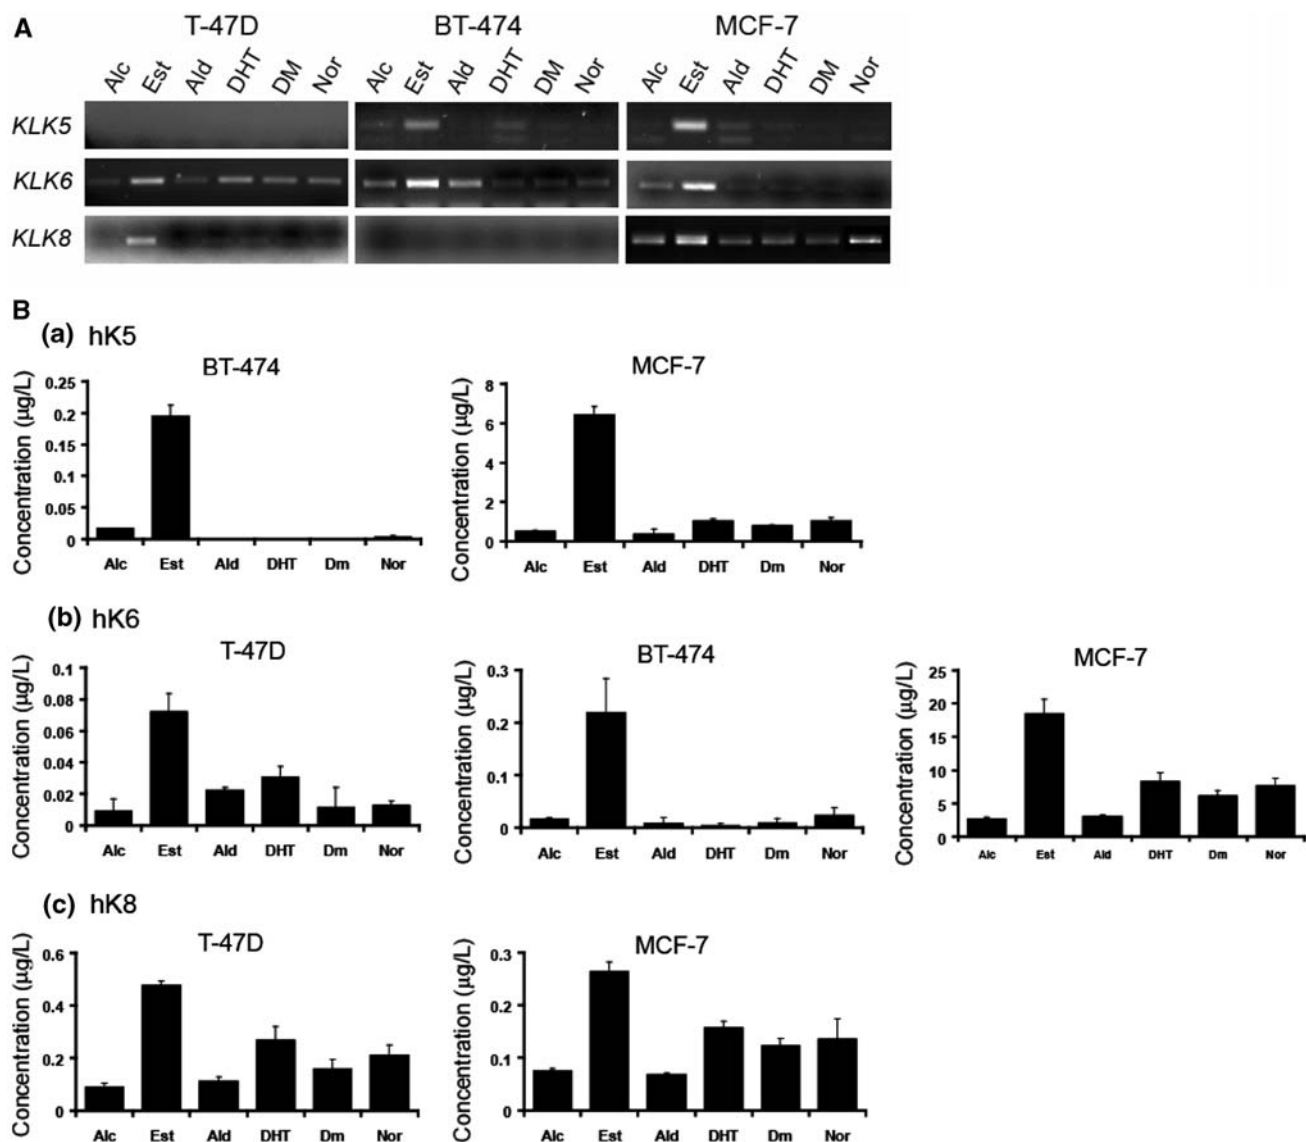 A
T-47D BT-474 MCF-7
Alc Est Ald DHT DM Nor Alc Est Ald DHT DM Nor Alc Est Ald DHT DM Nor
KLK5
KLK6
KLK8
B
(a) hK5
BT-474 MCF-7
Concentration (µg/L) Concentration (µg/L)
0.25 8
0.2 6
0.15 4
0.1 2
0.05 0
0
Alc Est Ald DHT Dm Nor Alc Est Ald DHT Dm Nor
(b) hK6
T-47D BT-474 MCF-7
Concentration (µg/L) Concentration (µg/L) Concentration (µg/L)
0.1 0.3 25
0.08 0.2 20
0.06 0.1 15
0.04 0 10
0.02 5
0 0
Alc Est Ald DHT Dm Nor Alc Est Ald DHT Dm Nor Alc Est Ald DHT Dm Nor
(c) hK8
T-47D MCF-7
Concentration (µg/L) Concentration (µg/L)
0.6 0.3
0.4 0.2
0.2 0.1
0 0
Alc Est Ald DHT Dm Nor Alc Est Ald DHT Dm Nor